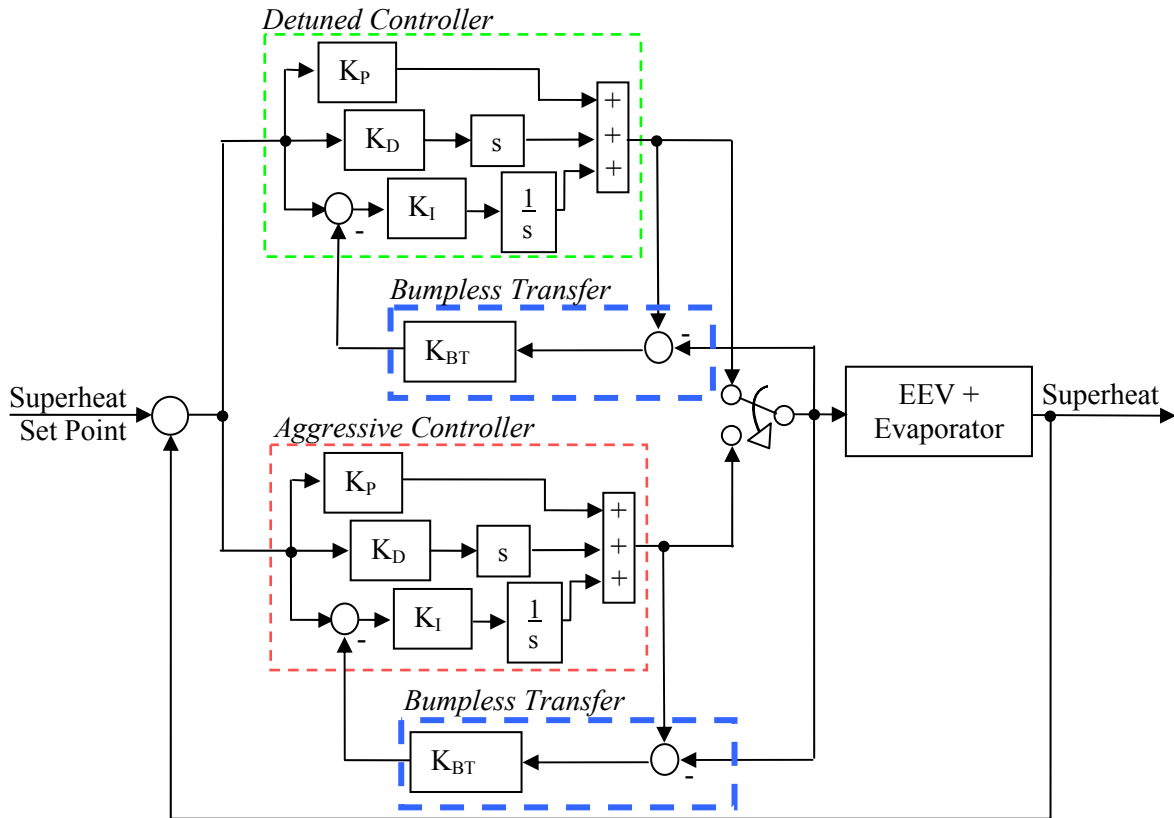 Detuned Controller
K_P
+
K_D
s
+
+
K_I
1
s
-
Bumpless Transfer
-
K_BT
Superheat
Set Point
EEV +
Evaporator
Superheat
Aggressive Controller
K_P
+
K_D
s
+
+
K_I
1
s
-
Bumpless Transfer
K_BT
-